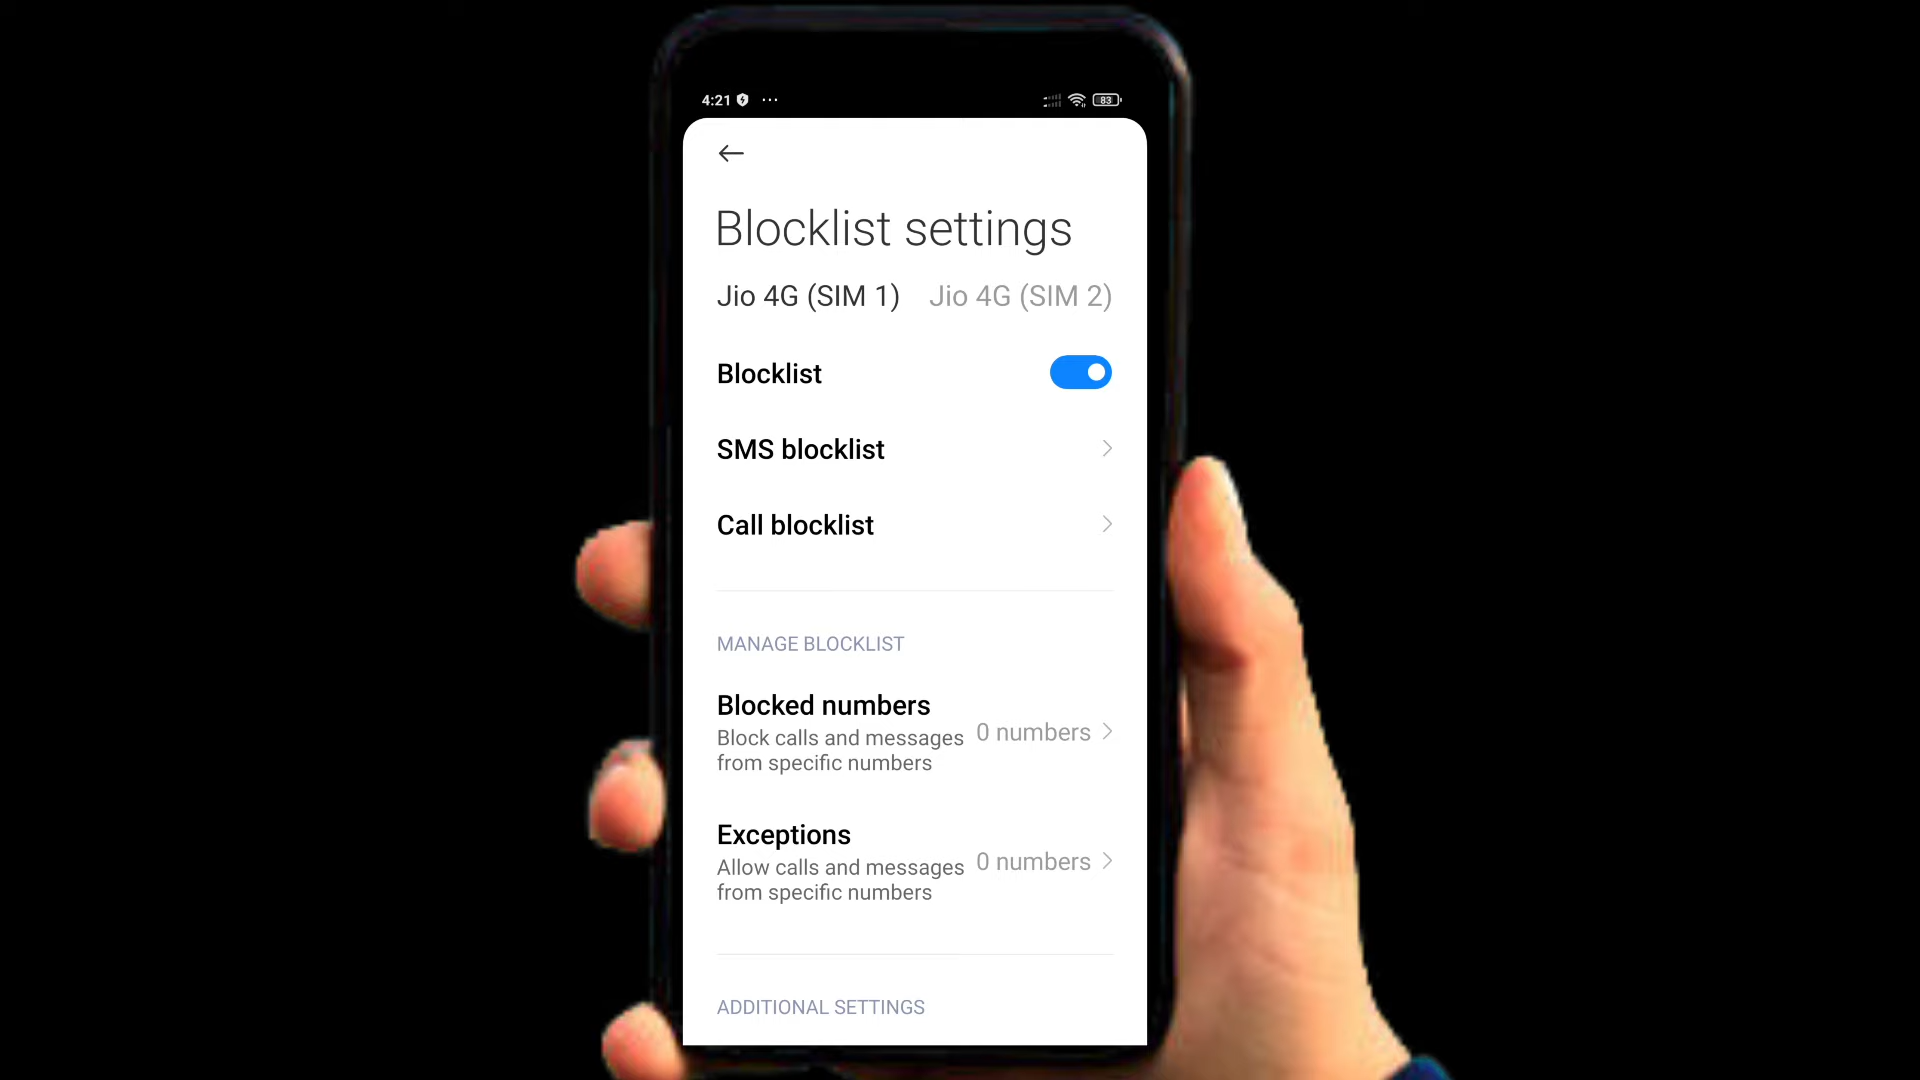 4:21 ...
83
Blocklist settings
Jio 4G (SIM 1) Jio 4G (SIM 2)
Blocklist
SMS blocklist
Call blocklist
MANAGE BLOCKLIST
Blocked numbers
Block calls and messages
from specific numbers
0 numbers
Exceptions
Allow calls and messages
from specific numbers
0 numbers
ADDITIONAL SETTINGS